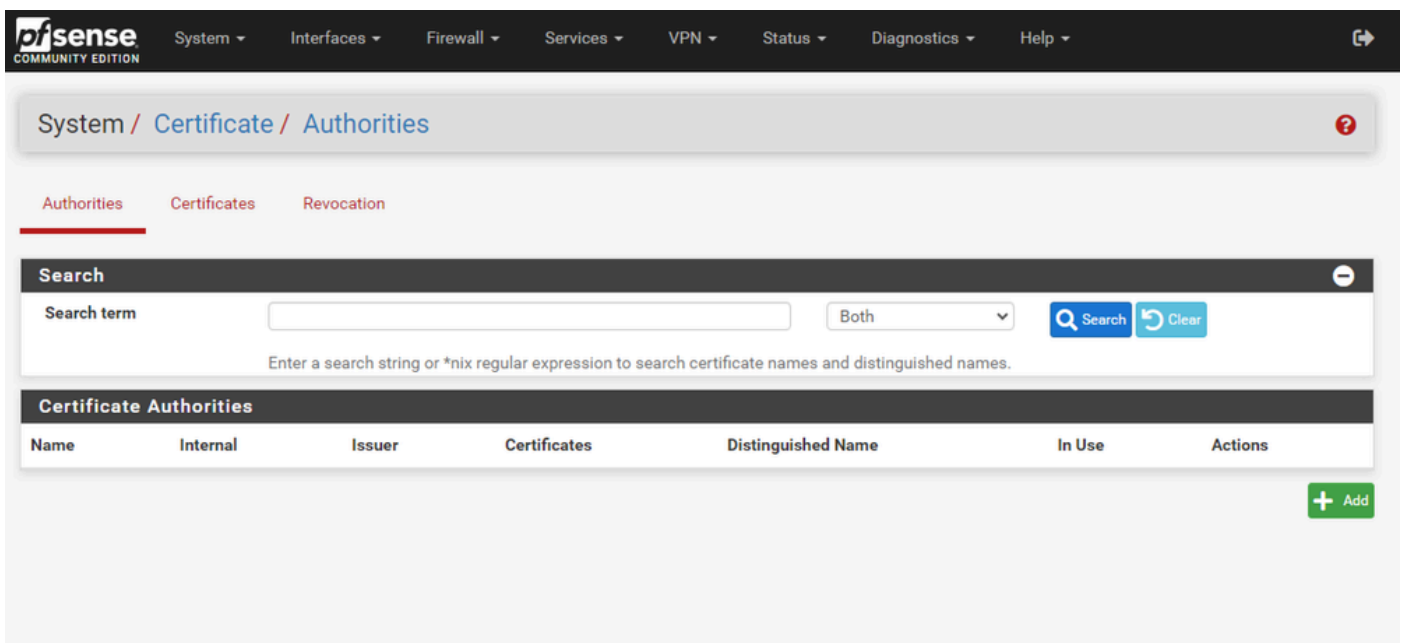 pfsense
COMMUNITY EDITION
System Interfaces Firewall Services VPN Status Diagnostics Help
System / Certificate / Authorities
Authorities Certificates Revocation
Search
Search term Both Search Clear
Enter a search string or *nix regular expression to search certificate names and distinguished names.
Certificate Authorities
Name Internal Issuer Certificates Distinguished Name In Use Actions
Add